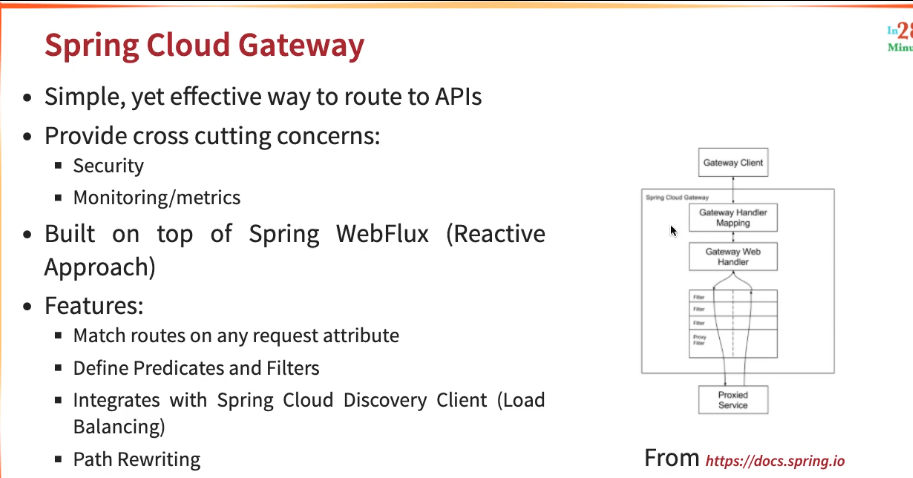 Spring Cloud Gateway
In28
Minu
Simple, yet effective way to route to APIs
Provide cross cutting concerns:
Security
Monitoring/metrics
Built on top of Spring WebFlux (Reactive
Approach)
Features:
Match routes on any request attribute
Define Predicates and Filters
Integrates with Spring Cloud Discovery Client (Load
Balancing)
Path Rewriting
Gateway Client
Spring Cloud Gateway
Gateway Handler
Mapping
Gateway Web
Handler
Filter
Filter
Filter
Proxy
Filter
Proxied
Service
From https://docs.spring.io